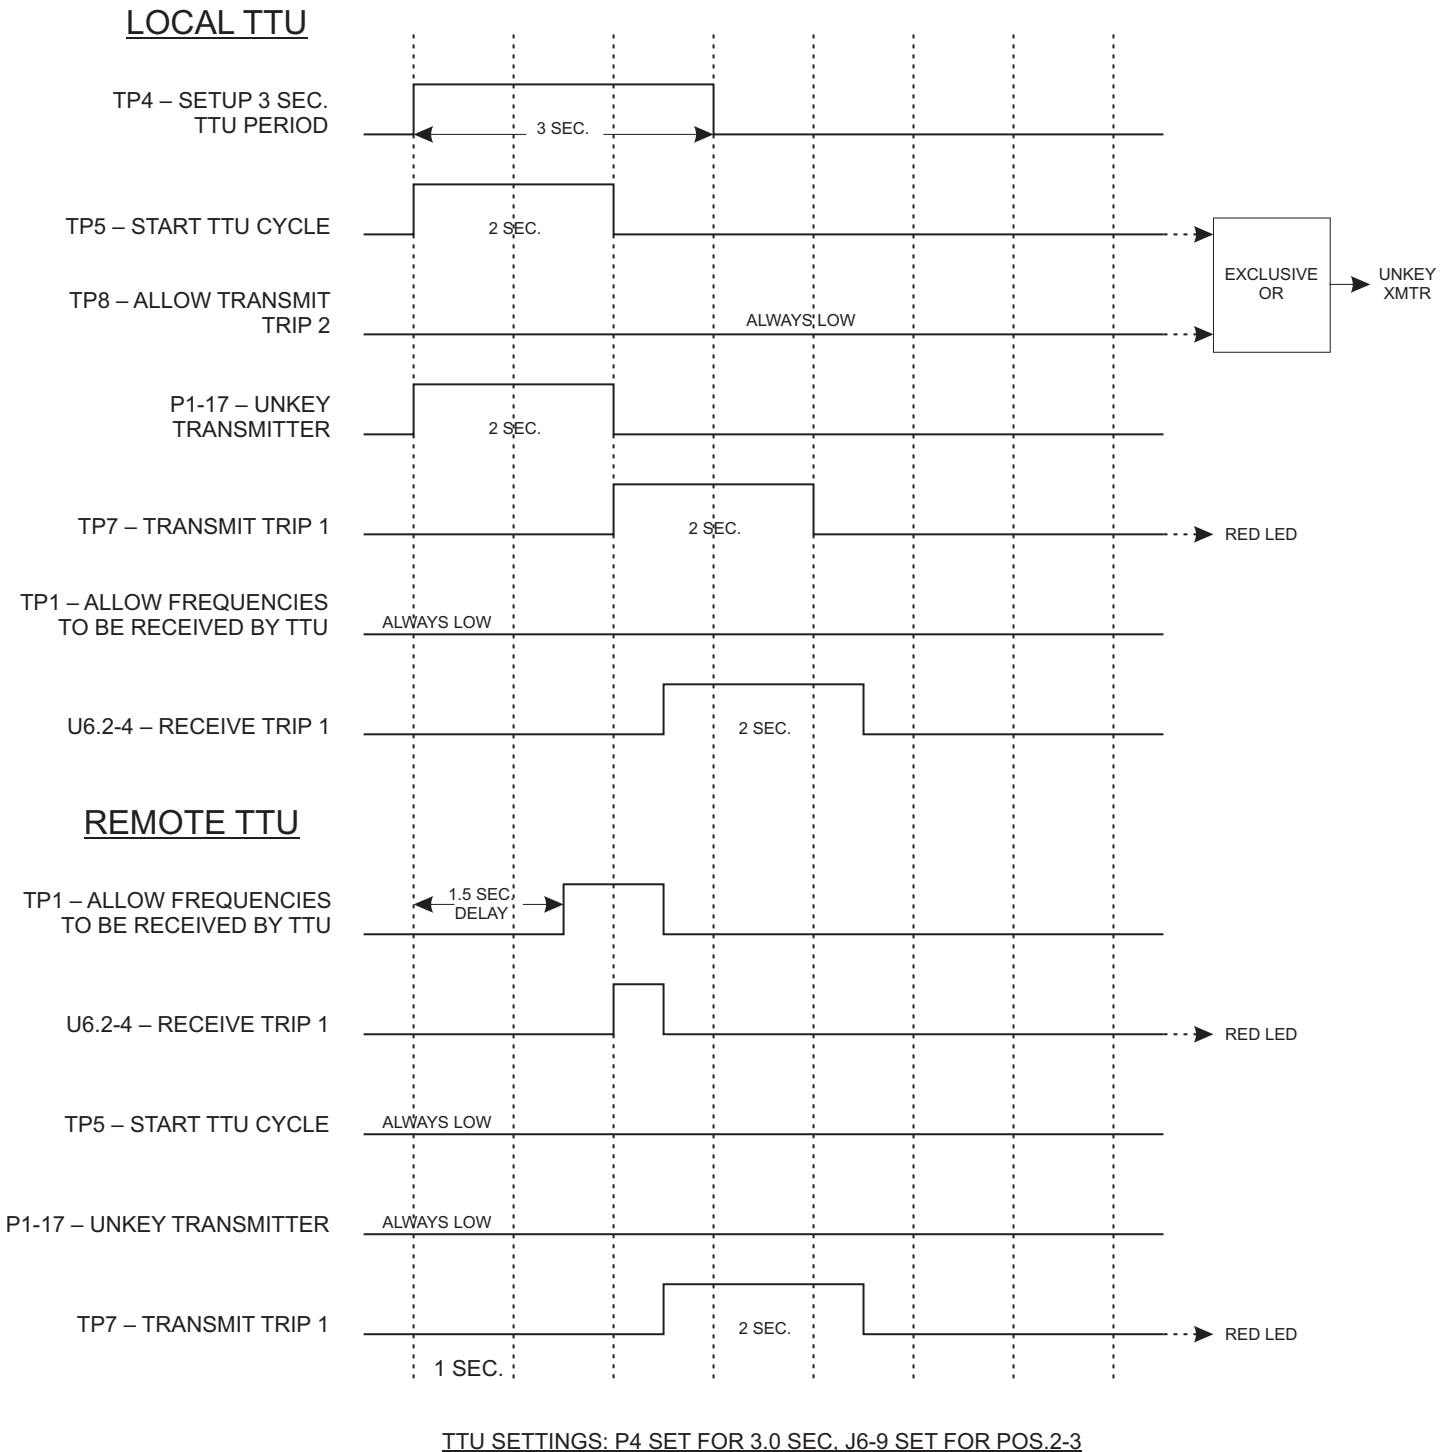 LOCAL TTU
TP4 – SETUP 3 SEC.
TTU PERIOD
3 SEC.
TP5 – START TTU CYCLE
2 SEC.
EXCLUSIVE
OR
UNKEY
XMTR
TP8 – ALLOW TRANSMIT
TRIP 2
ALWAYS LOW
P1-17 – UNKEY
TRANSMITTER
2 SEC.
TP7 – TRANSMIT TRIP 1
2 SEC.
RED LED
TP1 – ALLOW FREQUENCIES
TO BE RECEIVED BY TTU
ALWAYS LOW
U6.2-4 – RECEIVE TRIP 1
2 SEC.
REMOTE TTU
TP1 – ALLOW FREQUENCIES
TO BE RECEIVED BY TTU
1.5 SEC.
DELAY
U6.2-4 – RECEIVE TRIP 1
RED LED
TP5 – START TTU CYCLE
ALWAYS LOW
P1-17 – UNKEY TRANSMITTER
ALWAYS LOW
TP7 – TRANSMIT TRIP 1
2 SEC.
RED LED
1 SEC.
TTU SETTINGS: P4 SET FOR 3.0 SEC, J6-9 SET FOR POS.2-3